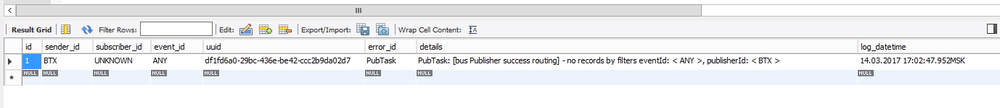 Result Grid Filter Rows: Edit: Export/Import: Wrap Cell Content: IA
id sender_id subscriber_id event_id uuid error_id details log_datetime
1 BTX UNKNOWN ANY df1fd6a0-29bc-436e-be42-ccc2b9da02d7 PubTask PubTask: [bus Publisher success routing] - no records by filters eventId: < ANY >, publisherId: < BTX > 14.03.2017 17:02:47.952MSK
NULL NULL NULL NULL NULL NULL NULL NULL